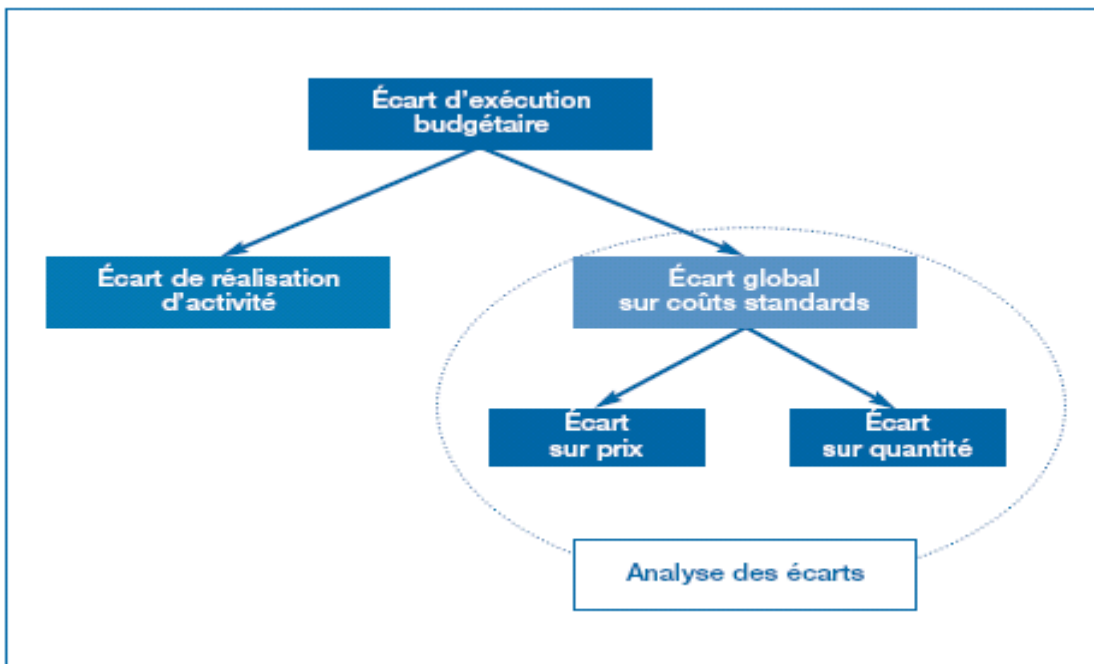 Écart d'exécution
budgétaire
Écart de réalisation
d'activité
Écart global
sur coûts standards
Écart
sur prix
Écart
sur quantité
Analyse des écarts